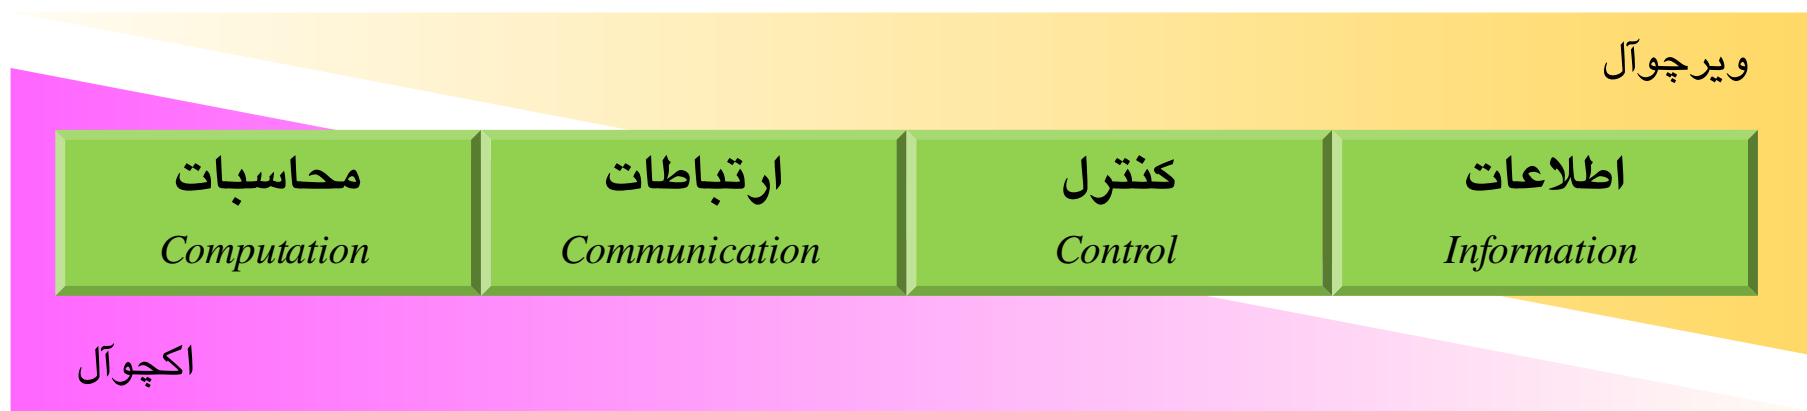 ویرچوآل
اطلاعات
Information
کنترل
Control
ارتباطات
Communication
محاسبات
Computation
اکچوآل